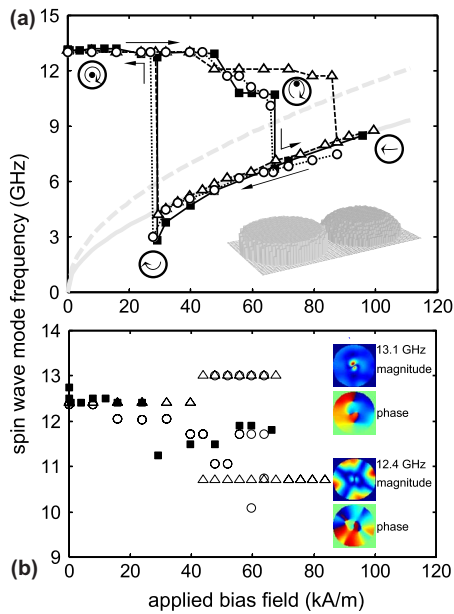 (a)
spin wave mode frequency (GHz)
15
12
9
6
3
0
0 20 40 60 80 100 120
14
13
12
11
10
9
13.1 GHz
magnitude
phase
12.4 GHz
magnitude
phase
(b)
0 20 40 60 80 100 120
applied bias field (kA/m)